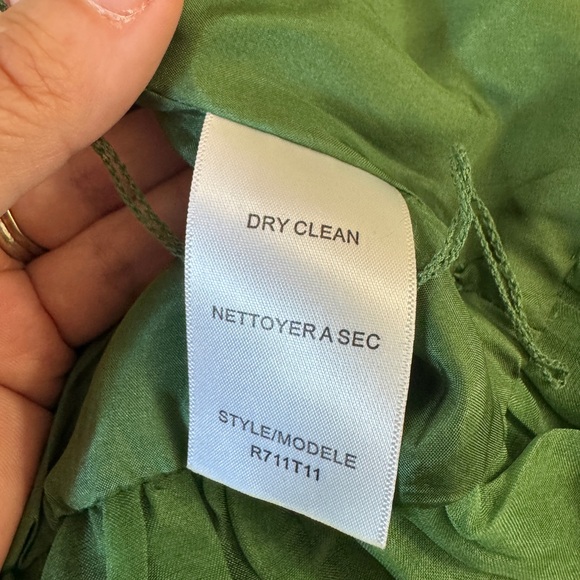 DRY CLEAN
NETTOYER A SEC
STYLE/MODELE
R711T11